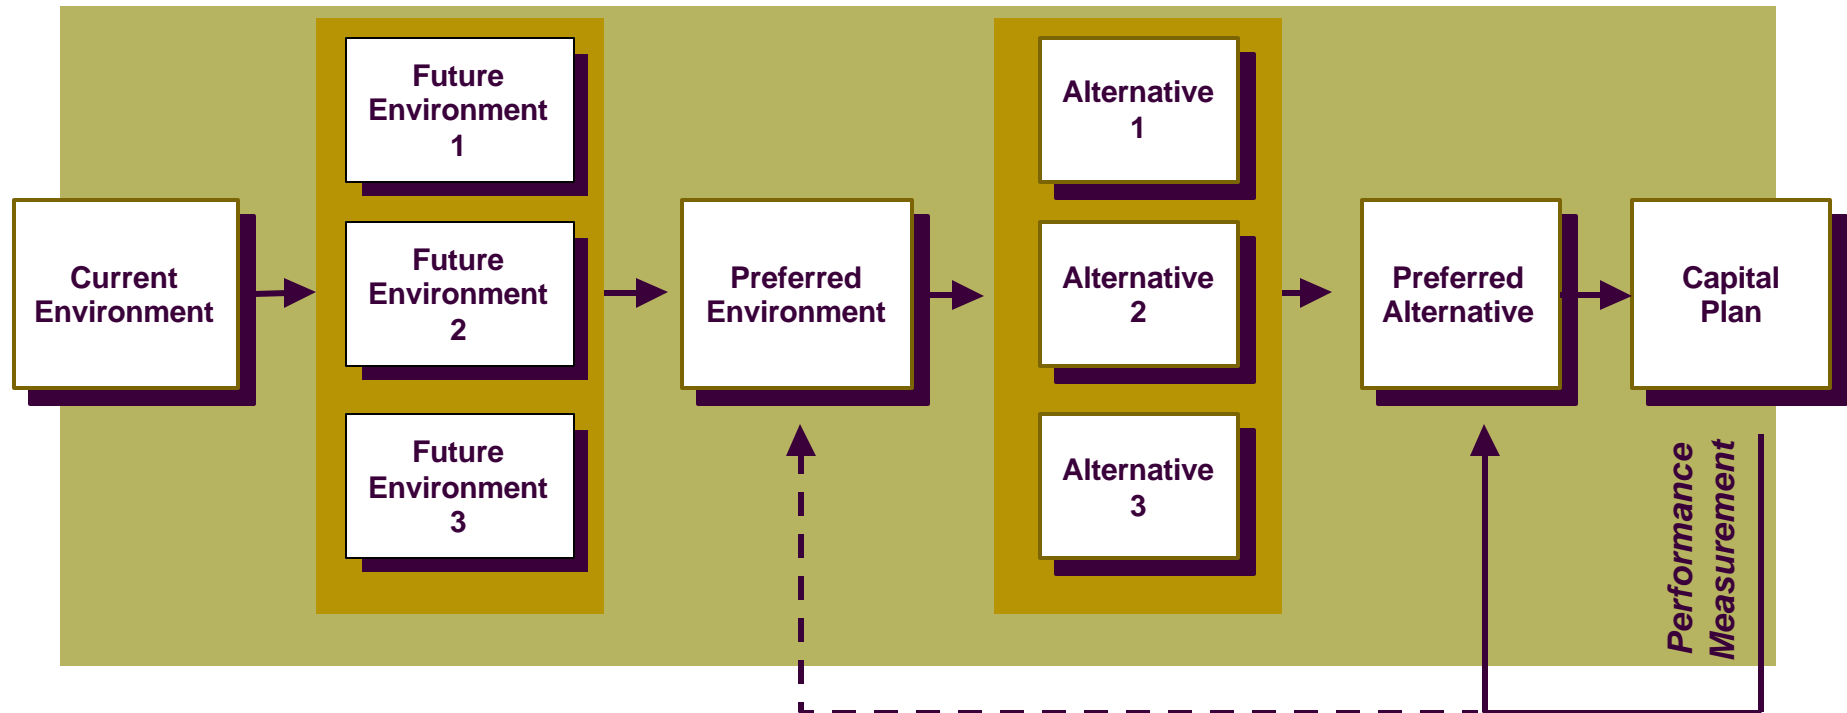 Current
Environment
Future
Environment
1
Future
Environment
2
Future
Environment
3
Preferred
Environment
Alternative
1
Alternative
2
Alternative
3
Preferred
Alternative
Capital
Plan
Performance
Measurement